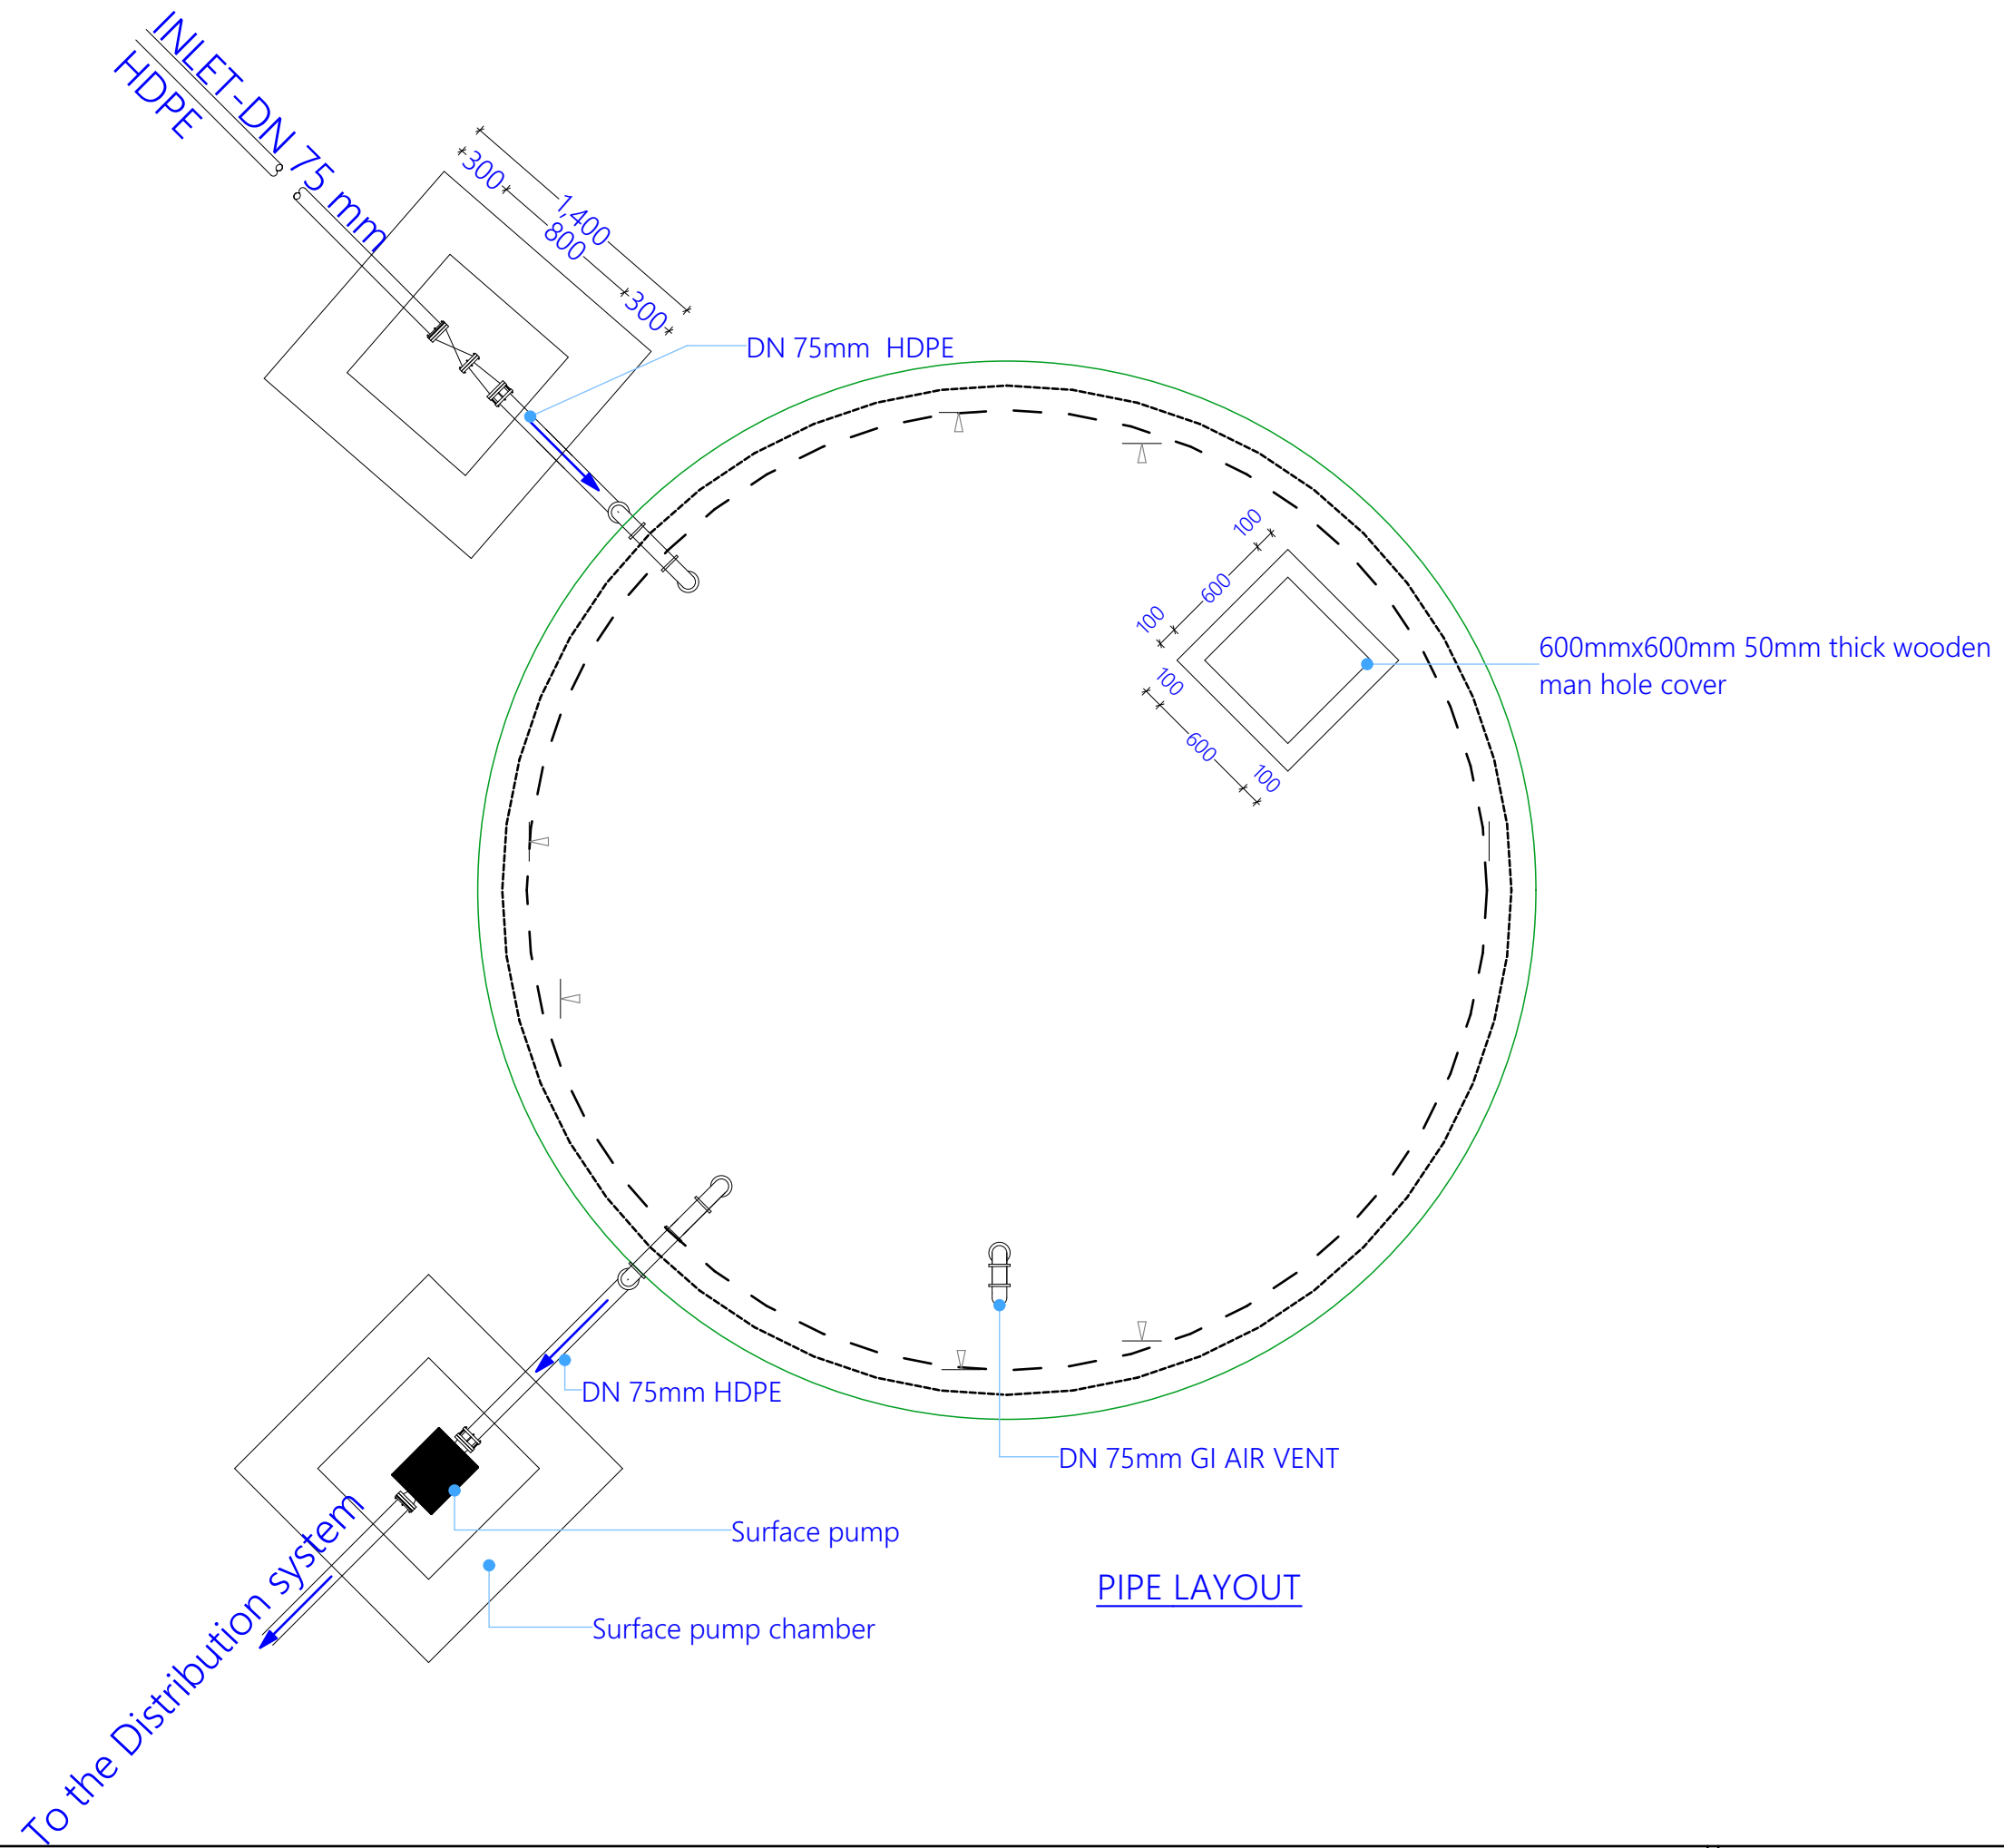 INLET-DN 75 mm
HDPE
1,400
300
800
300
DN 75mm  HDPE
100
600
100
600mmx600mm 50mm thick wooden
man hole cover
100
600
100
DN 75mm HDPE
DN 75mm GI AIR VENT
Surface pump
PIPE LAYOUT
Surface pump chamber
To the Distribution system